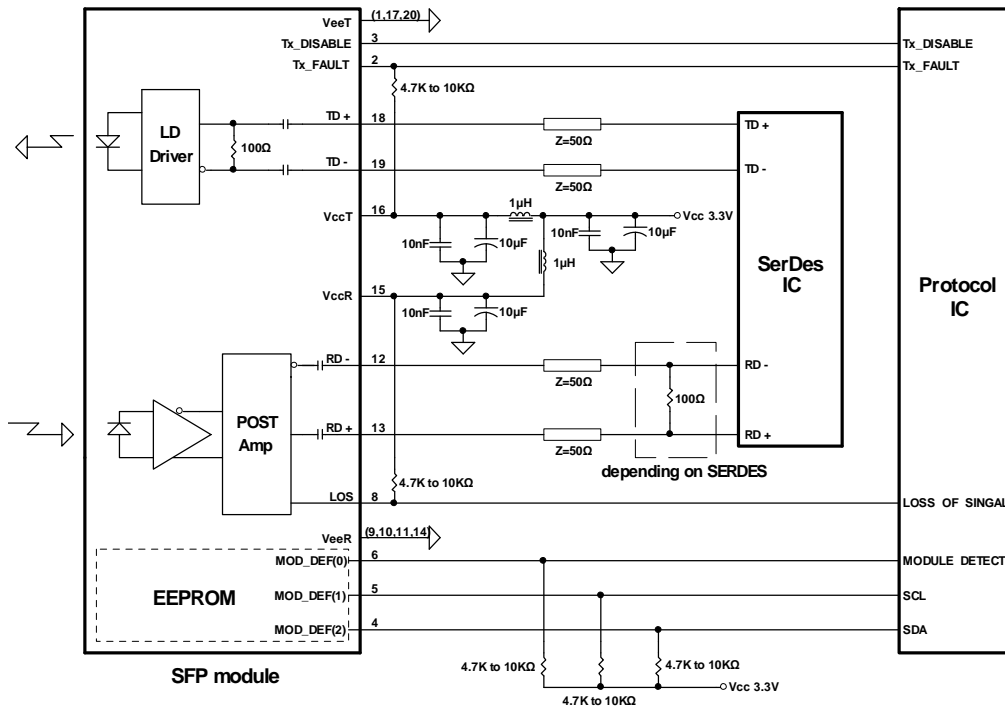 VeeT
(1,17,20)
Tx_DISABLE
3
Tx_DISABLE
Tx_FAULT
2
Tx_FAULT
4.7K to 10KΩ
LD
Driver
100Ω
TD +
18
Z=50Ω
TD +
TD -
19
Z=50Ω
TD -
VccT
16
1µH
Vcc 3.3V
10nF
10µF
10nF
10µF
1µH
SerDes
IC
Protocol
IC
VccR
15
10nF
10µF
RD -
12
Z=50Ω
RD -
100Ω
POST
Amp
RD +
13
Z=50Ω
RD +
depending on SERDES
4.7K to 10KΩ
LOS
8
LOSS OF SINGAL
VeeR
(9,10,11,14)
MOD_DEF(0)
6
MODULE DETECT
EEPROM
MOD_DEF(1)
5
SCL
MOD_DEF(2)
4
SDA
4.7K to 10KΩ
4.7K to 10KΩ
4.7K to 10KΩ
Vcc 3.3V
SFP module